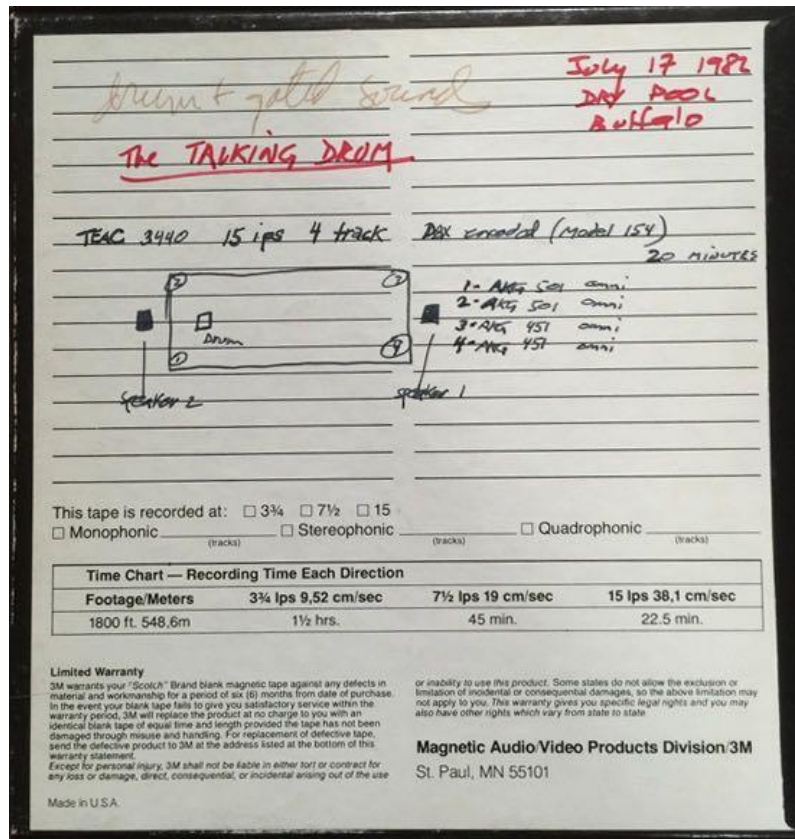 July 17 1982
DRY POOL
Buffalo
drum + gated sound
The TALKING DRUM
TEAC 3440 15 ips 4 track DBX encoded (Model 154)
20 MINUTES
2
3
1 - AKG 501 omni
2 - AKG 501 omni
3 - AKG 451 omni
4 - AKG 451 omni
Drum
1
4
speaker 2
speaker 1
This tape is recorded at: ☐ 3¾ ☐ 7½ ☐ 15
☐ Monophonic ☐ Stereophonic ☐ Quadrophonic
(tracks) (tracks) (tracks)
Time Chart — Recording Time Each Direction
Footage/Meters 3¾ Ips 9,52 cm/sec 7½ Ips 19 cm/sec 15 Ips 38,1 cm/sec
1800 ft. 548,6m 1½ hrs. 45 min. 22.5 min.
Limited Warranty
3M warrants your "Scotch" Brand blank magnetic tape against any defects in
material and workmanship for a period of six (6) months from date of purchase.
In the event your blank tape fails to give you satisfactory service within the
warranty period, 3M will replace the product at no charge to you with an
identical blank tape of equal time and length provided the tape has not been
damaged through misuse and handling. For replacement of defective tape,
send the defective product to 3M at the address listed at the bottom of this
warranty statement.
Except for personal injury, 3M shall not be liable in either tort or contract for
any loss or damage, direct, consequential, or incidental arising out of the use
or inability to use this product. Some states do not allow the exclusion or
limitation of incidental or consequential damages, so the above limitation may
not apply to you. This warranty gives you specific legal rights and you may
also have other rights which vary from state to state.
Magnetic Audio/Video Products Division/3M
St. Paul, MN 55101
Made in U.S.A.